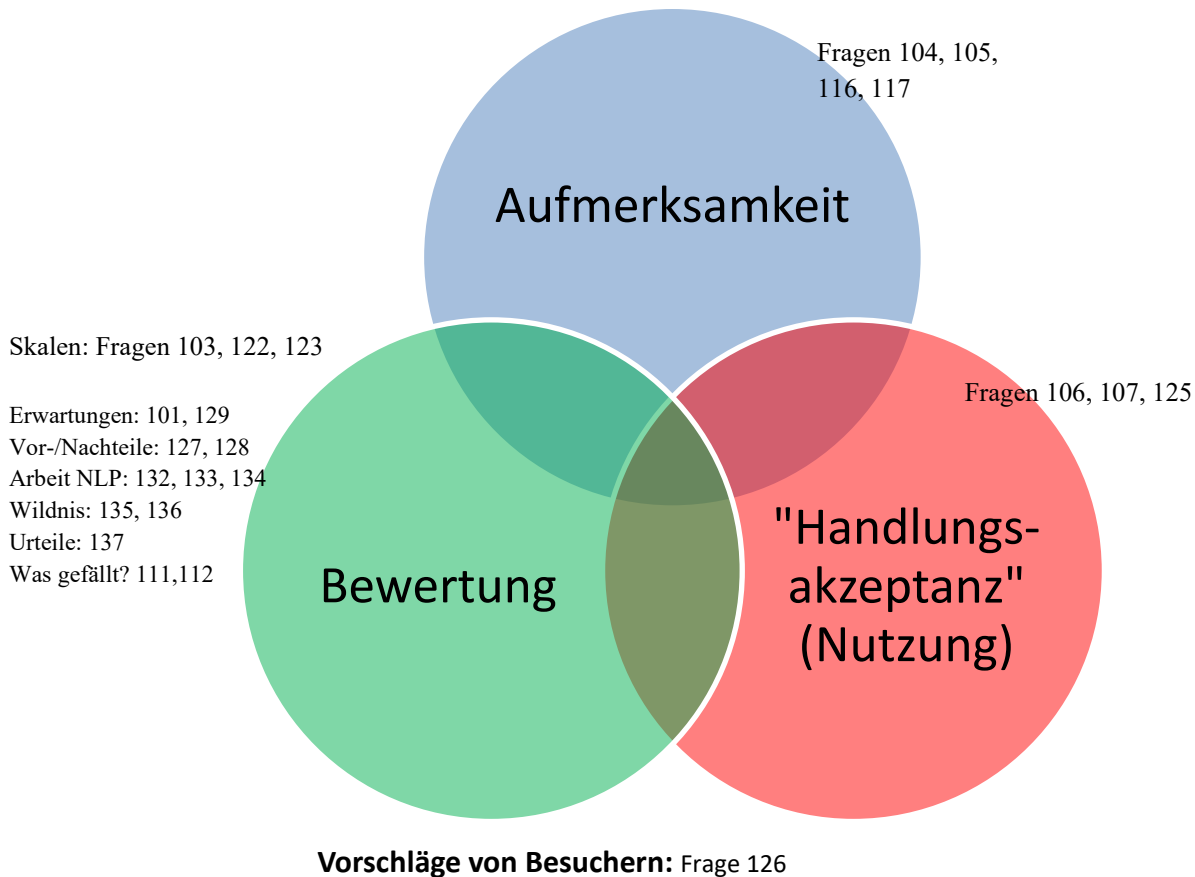 Fragen 104, 105,
116, 117
Aufmerksamkeit
Skalen: Fragen 103, 122, 123
Erwartungen: 101, 129
Vor-/Nachteile: 127, 128
Arbeit NLP: 132, 133, 134
Wildnis: 135, 136
Urteile: 137
Was gefällt? 111,112
Bewertung
Fragen 106, 107, 125
"Handlungs-
akzeptanz"
(Nutzung)
Vorschläge von Besuchern: Frage 126